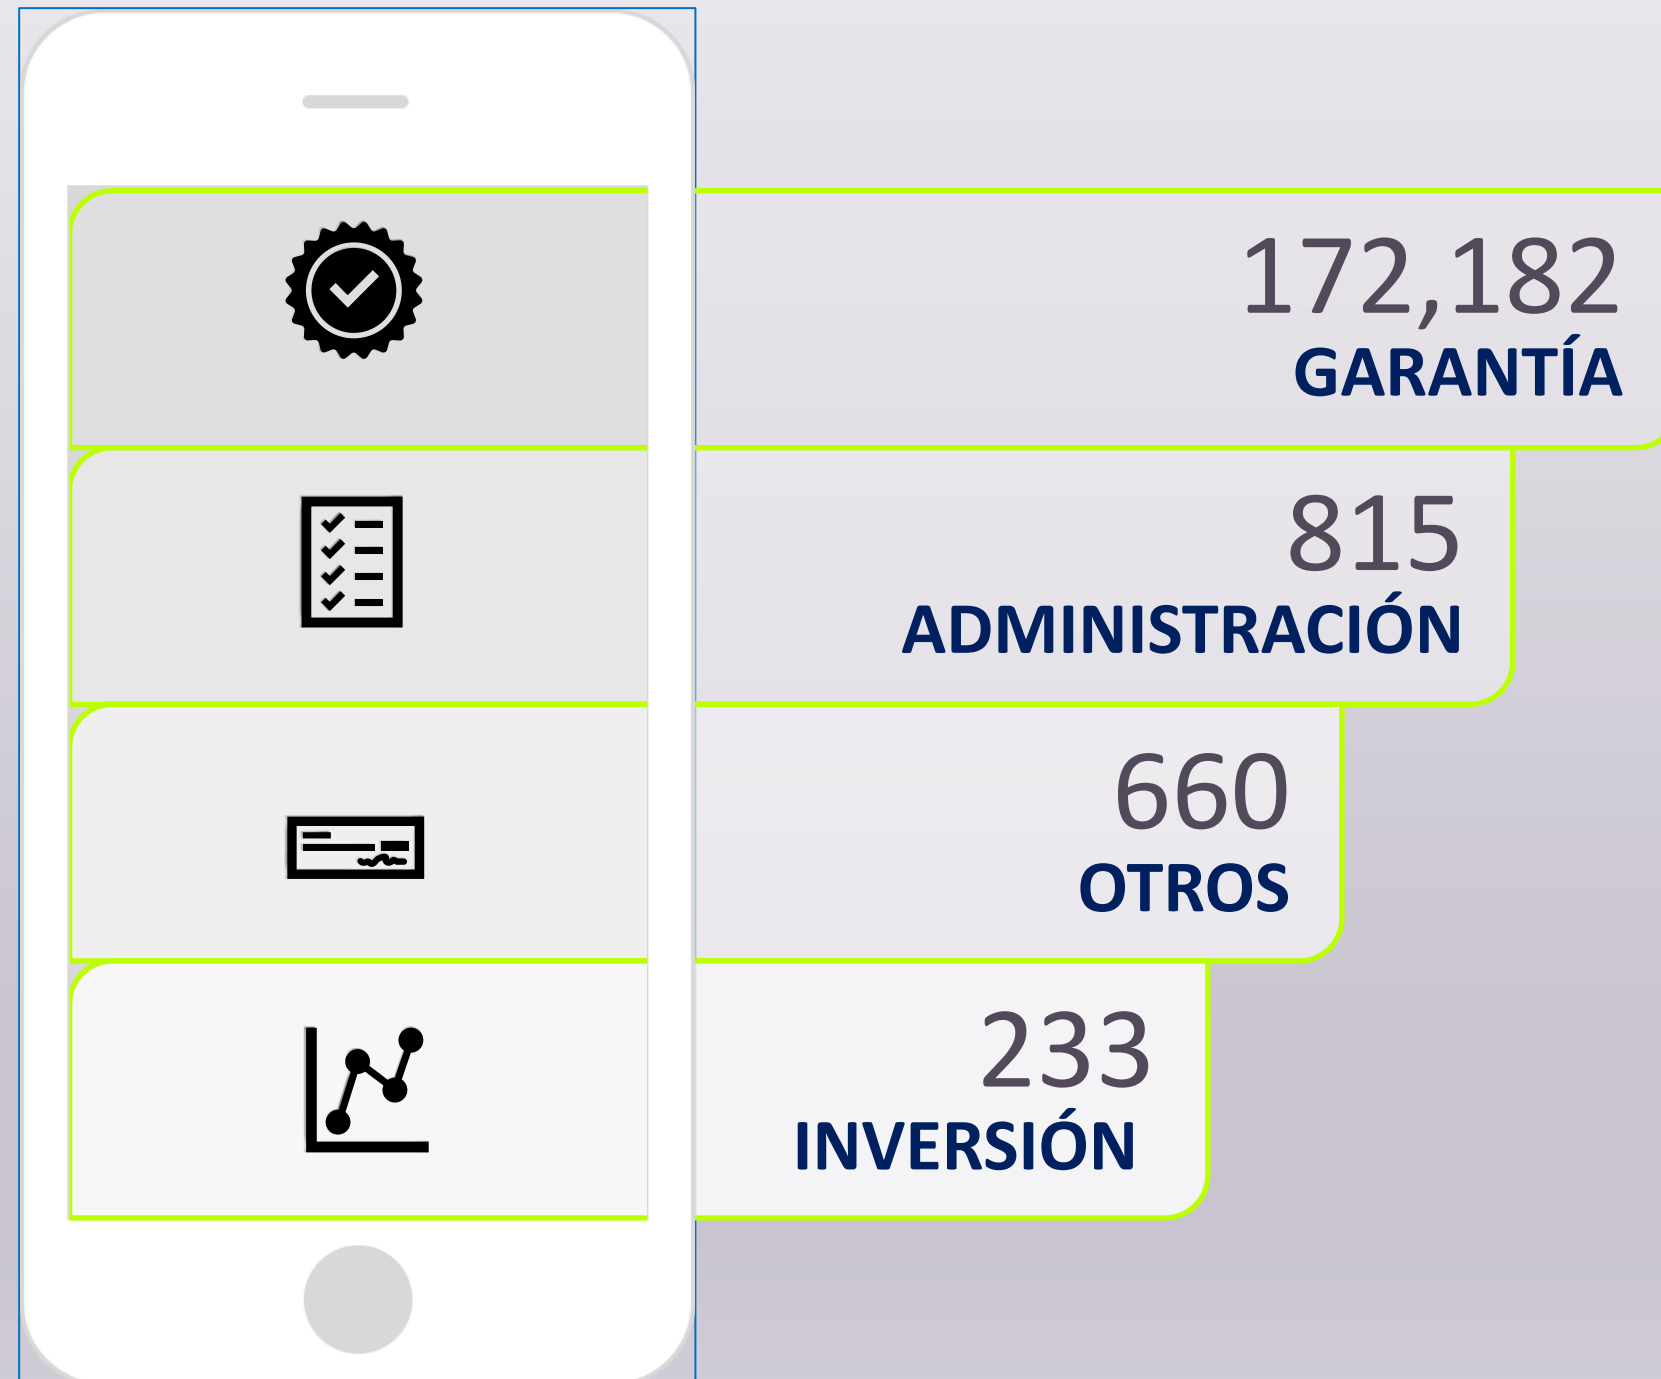 172,182
GARANTÍA
815
ADMINISTRACIÓN
660
OTROS
233
INVERSIÓN